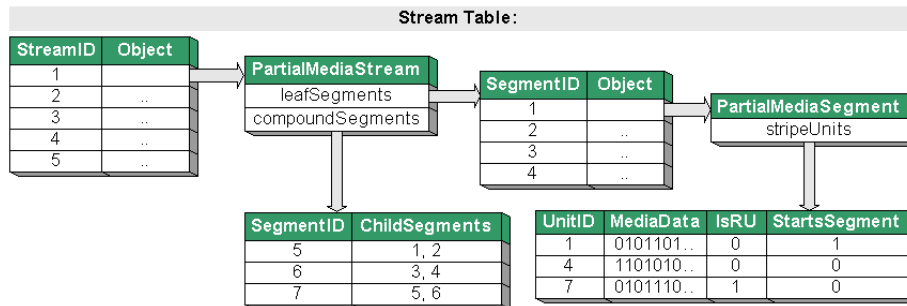 Stream Table:
StreamID Object
1
2 ..
3 ..
4 ..
5 ..
PartialMediaStream
leafSegments
compoundSegments
SegmentID Object
1
2 ..
3 ..
4 ..
PartialMediaSegment
stripeUnits
SegmentID ChildSegments
5 1, 2
6 3, 4
7 5, 6
UnitID MediaData IsRU StartsSegment
1 0101101.. 0 1
4 1101010.. 0 0
7 0101110.. 1 0